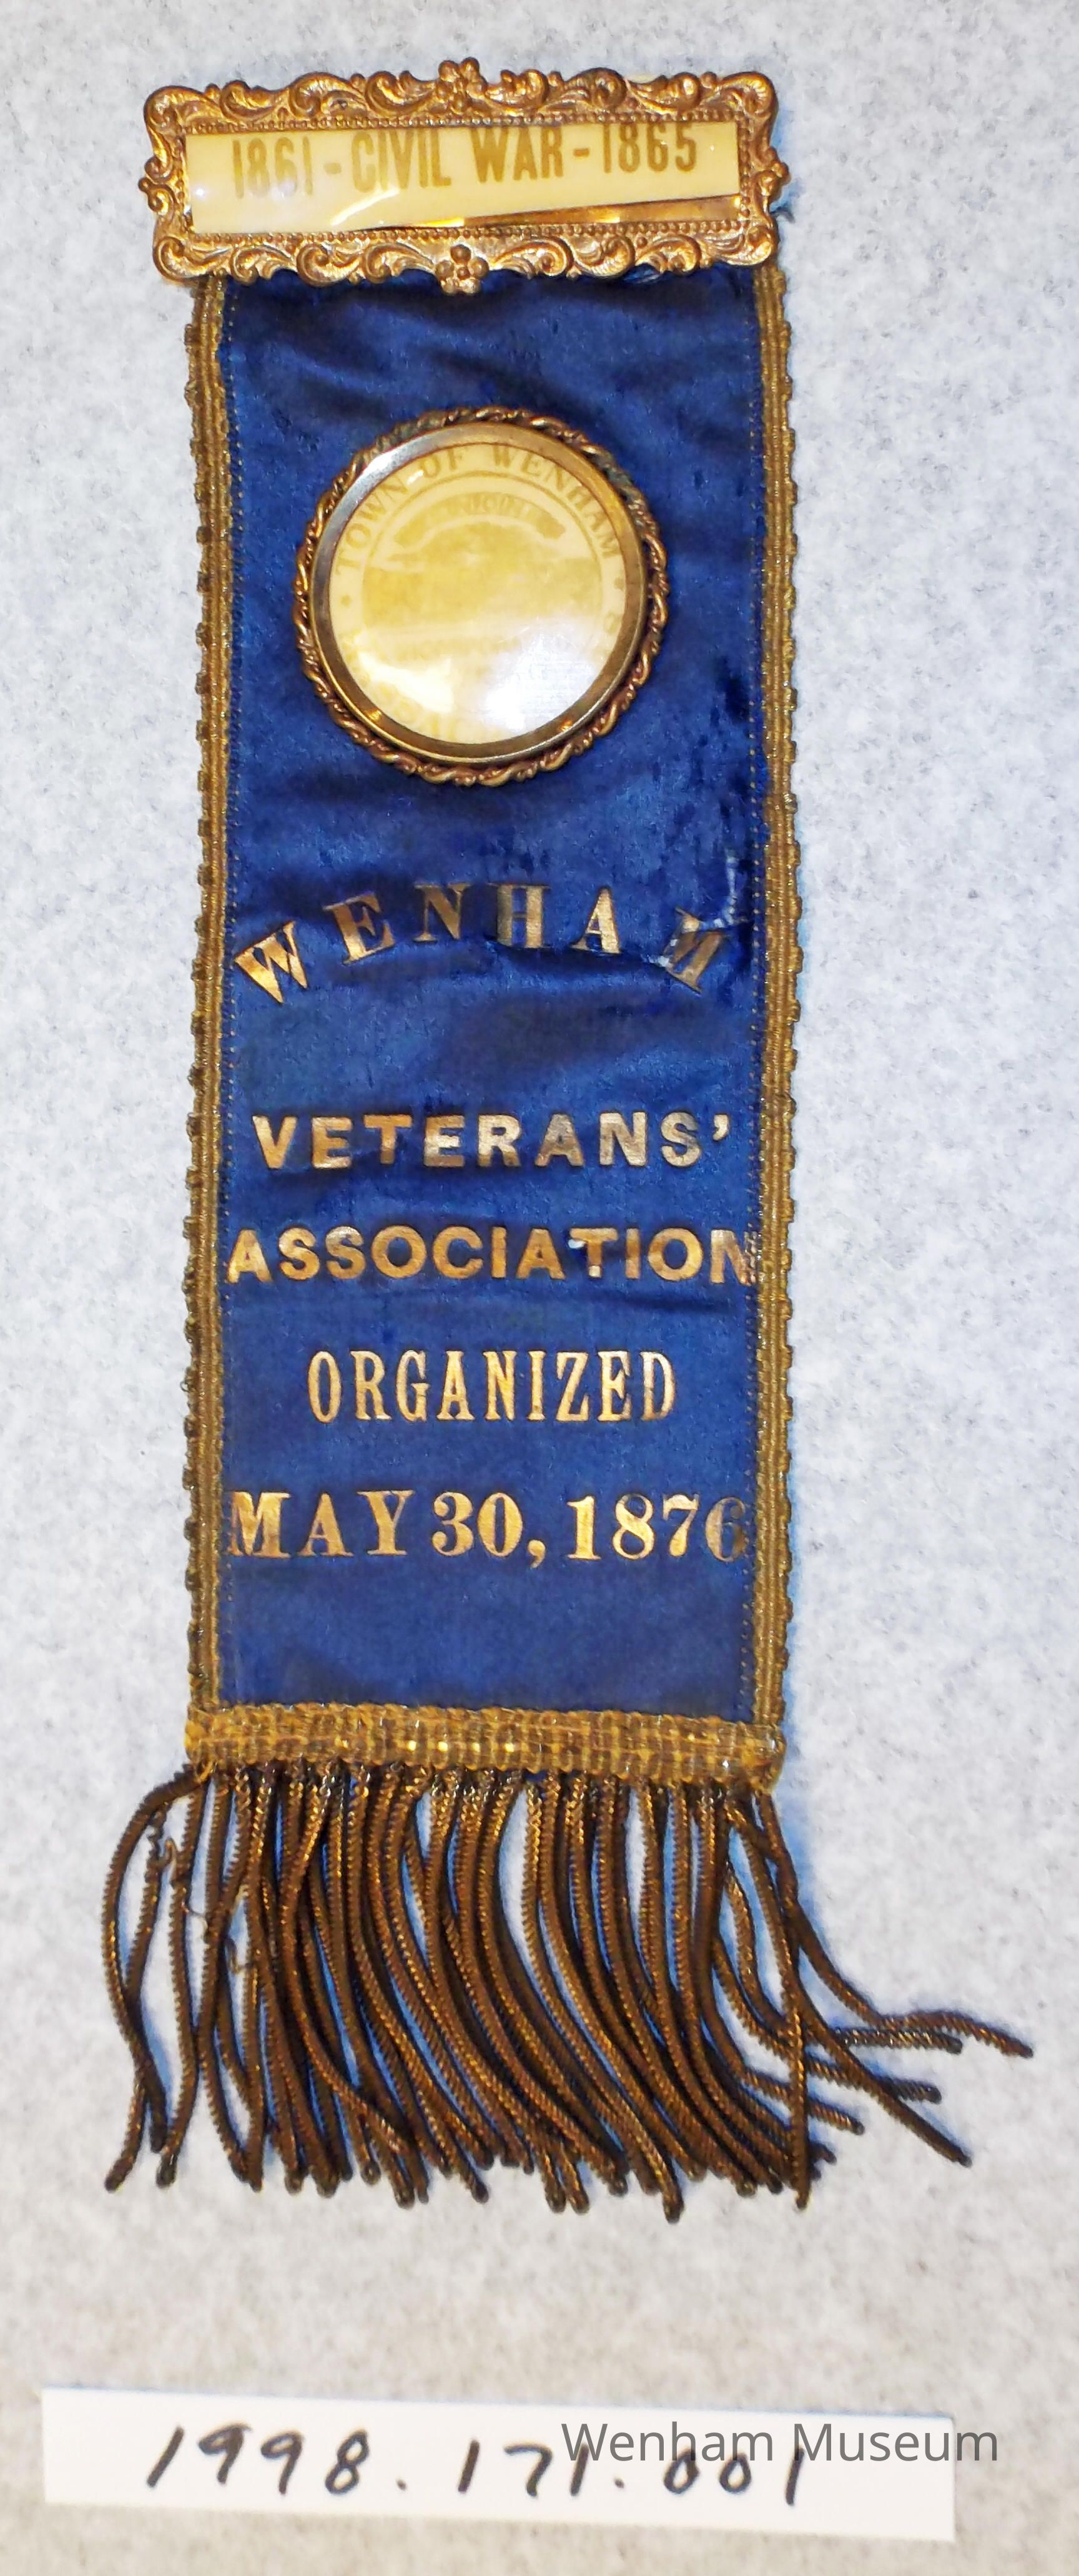 1861-CIVIL WAR-1865
TOWN OF WENHAM
WENHAM
VETERANS'
ASSOCIATION
ORGANIZED
MAY 30, 1876
1998.171.001
Wenham Museum